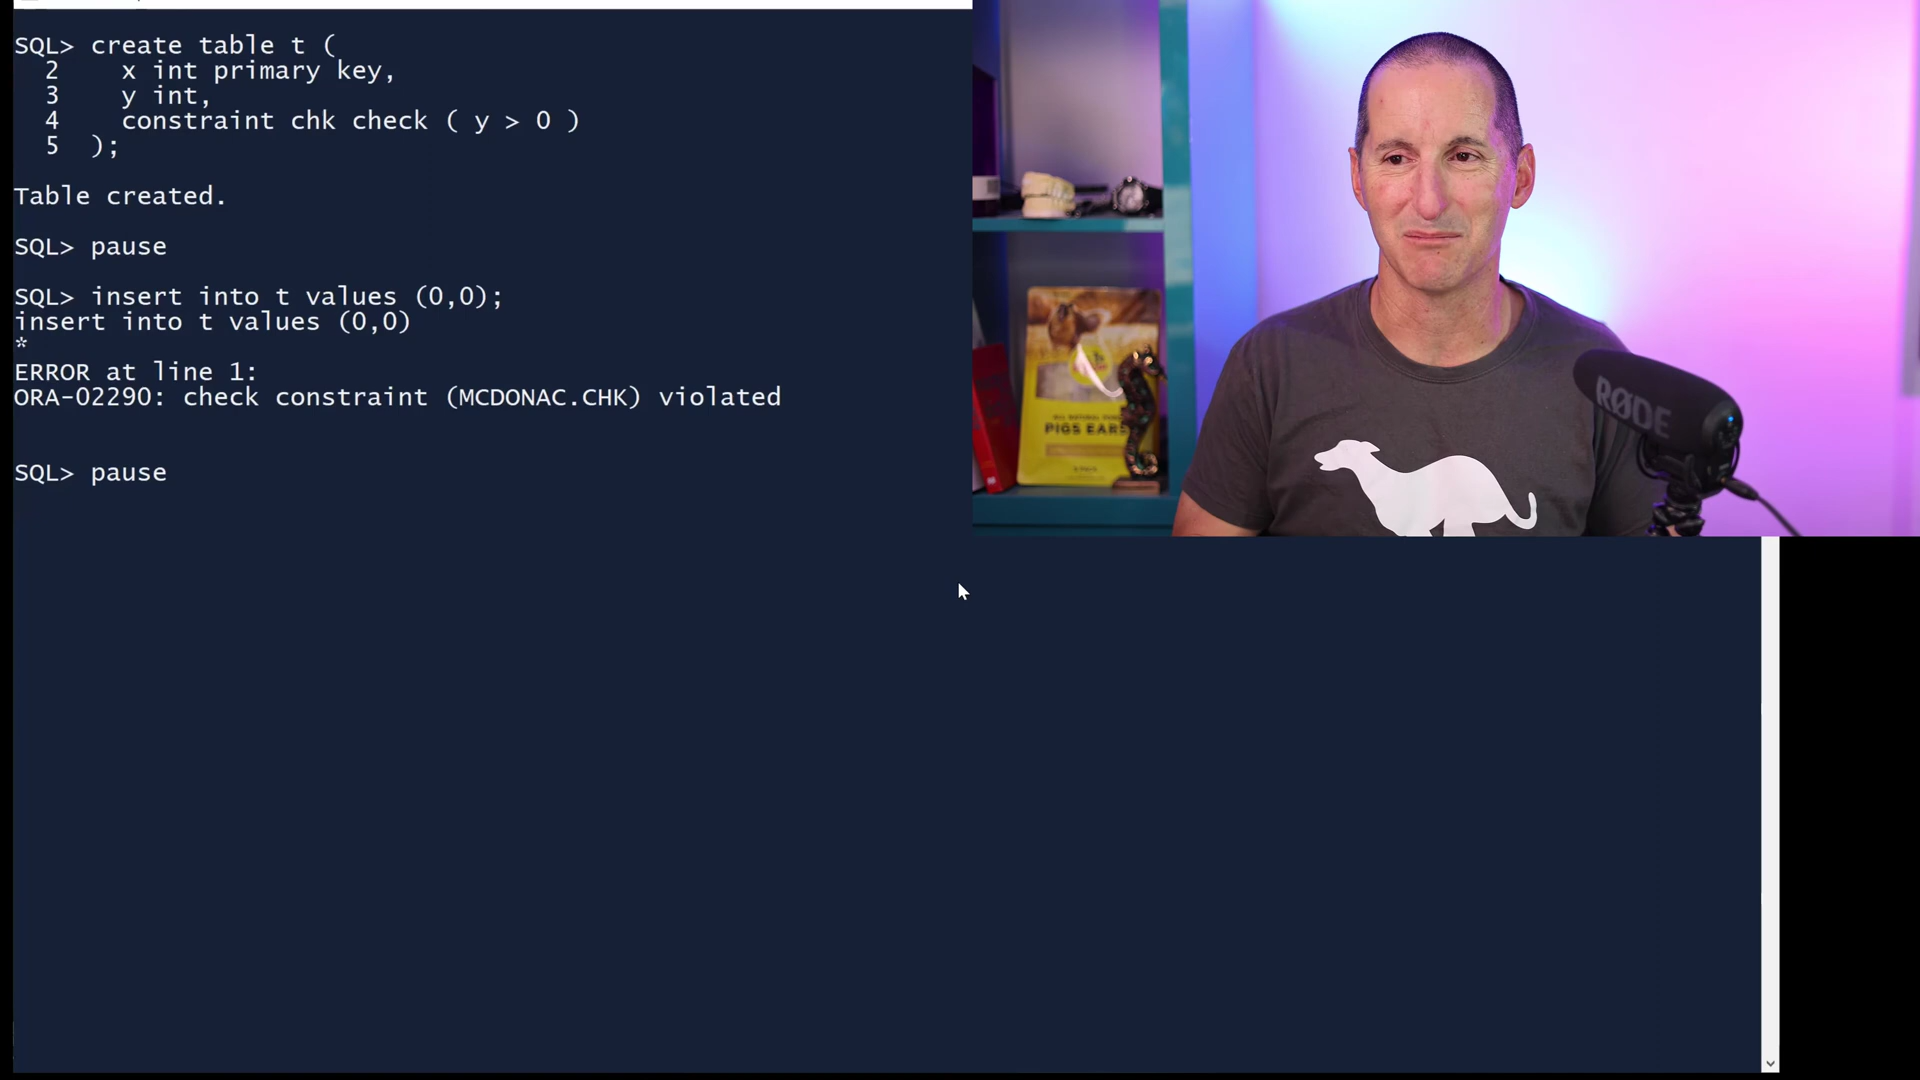 SQL> create table t (
  2    x int primary key,
  3    y int,
  4    constraint chk check ( y > 0 )
  5  );
Table created.
SQL> pause
SQL> insert into t values (0,0);
insert into t values (0,0)
*
ERROR at line 1:
ORA-02290: check constraint (MCDONAC.CHK) violated
SQL> pause
PIGS EARS
RØDE